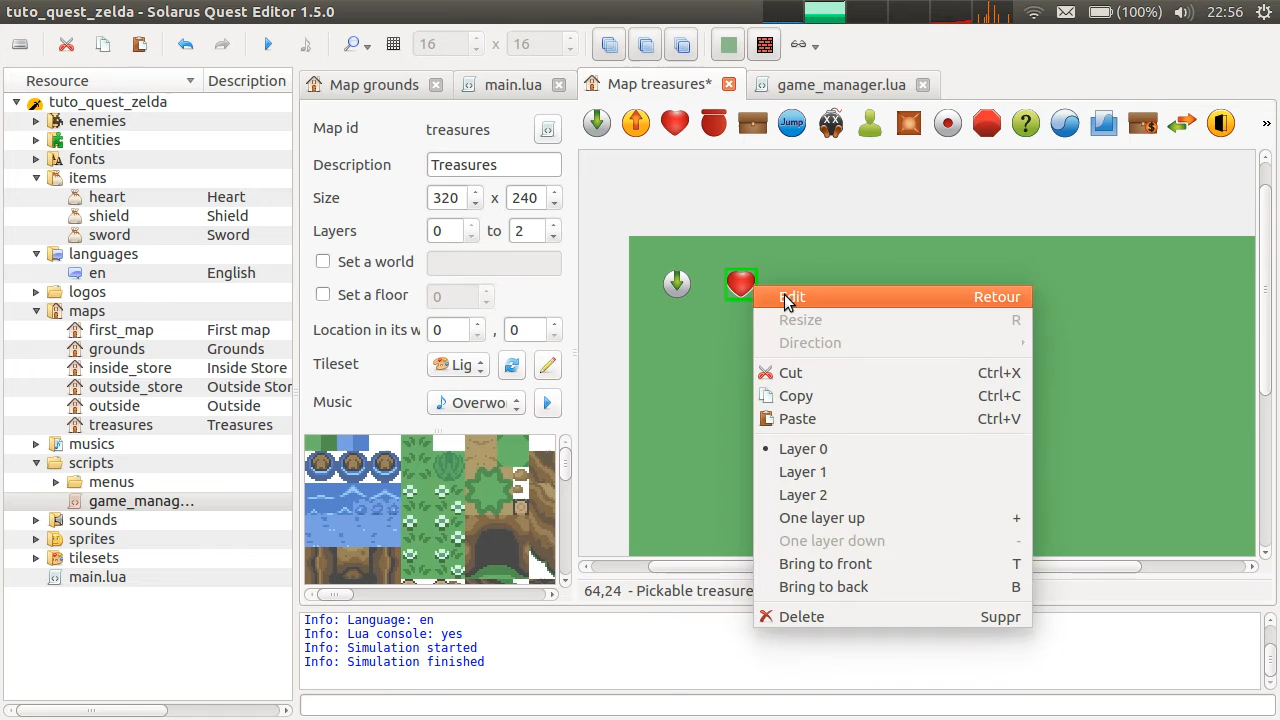 tuto_quest_zelda - Solarus Quest Editor 1.5.0
(100%)
22:56
16 x 16
Resource
Description
tuto_quest_zelda
enemies
entities
fonts
items
heart Heart
shield Shield
sword Sword
languages
en English
logos
maps
first_map First map
grounds Grounds
inside_store Inside Store
outside_store Outside Stor
outside Outside
treasures Treasures
musics
scripts
menus
game_manag...
sounds
sprites
tilesets
main.lua
Map grounds
main.lua
Map treasures*
game_manager.lua
Map id treasures
Description Treasures
Size 320 x 240
Layers 0 to 2
Set a world
Set a floor 0
Location in its w 0 , 0
Tileset Lig
Music Overwo
Jump
»
Edit Retour
Resize R
Direction
Cut Ctrl+X
Copy Ctrl+C
Paste Ctrl+V
Layer 0
Layer 1
Layer 2
One layer up +
One layer down -
Bring to front T
Bring to back B
Delete Suppr
64,24 - Pickable treasure
Info: Language: en
Info: Lua console: yes
Info: Simulation started
Info: Simulation finished